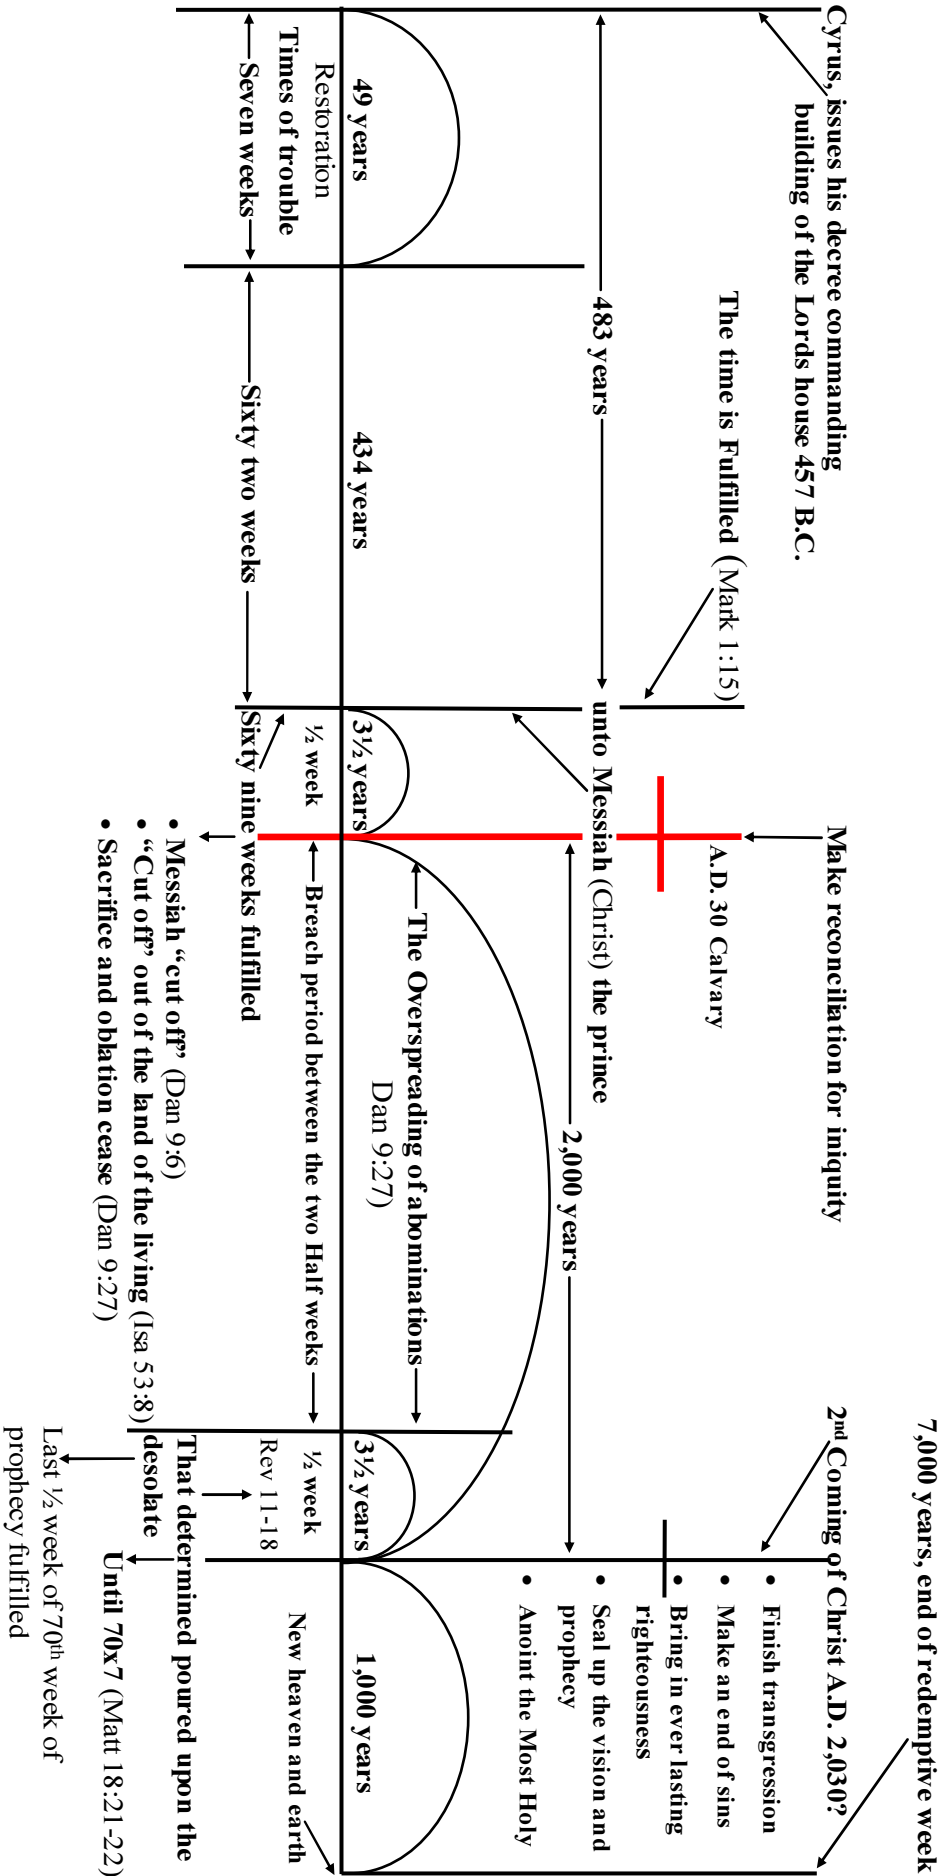 7,000 years, end of redemptive week
Cyrus, issues his decree commanding
building of the Lords house 457 B.C.
Make reconciliation for iniquity
2nd Coming of Christ A.D. 2,030?
The time is Fulfilled (Mark 1:15)
A.D. 30 Calvary
• Finish transgression
• Make an end of sins
• Bring in ever lasting
righteousness
• Seal up the vision and
prophecy
• Anoint the Most Holy
483 years
unto Messiah (Christ) the prince
2,000 years
The Overspreading of abominations
Dan 9:27)
49 years
434 years
3½ years
3½ years
1,000 years
Restoration
Times of trouble
½ week
Breach period between the two Half weeks
½ week
Rev 11-18
New heaven and earth
Seven weeks
Sixty two weeks
Sixty nine weeks fulfilled
• Messiah “cut off” (Dan 9:6)
• “Cut off” out of the land of the living (Isa 53:8)
• Sacrifice and oblation cease (Dan 9:27)
That determined poured upon the
desolate
Until 70x7 (Matt 18:21-22)
Last ½ week of 70th week of
prophecy fulfilled